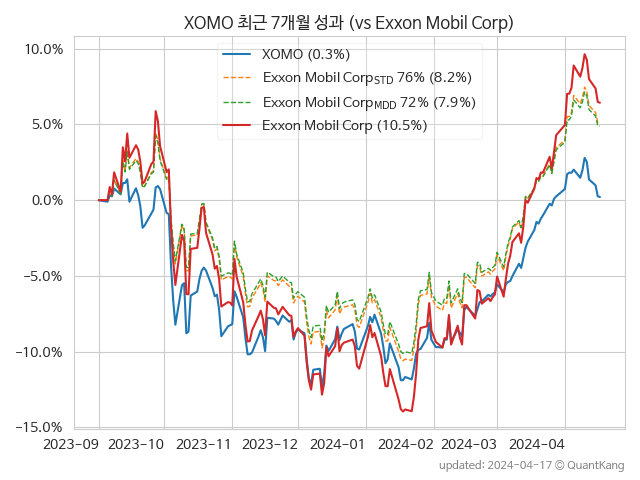 XOMO 최근 7개월 성과 (vs Exxon Mobil Corp)
XOMO (0.3%)
Exxon Mobil CorpSTD 76% (8.2%)
Exxon Mobil CorpMDD 72% (7.9%)
Exxon Mobil Corp (10.5%)
10.0%
5.0%
0.0%
−5.0%
−10.0%
−15.0%
2023-09 2023-10 2023-11 2023-12 2024-01 2024-02 2024-03 2024-04
updated: 2024-04-17 © QuantKang